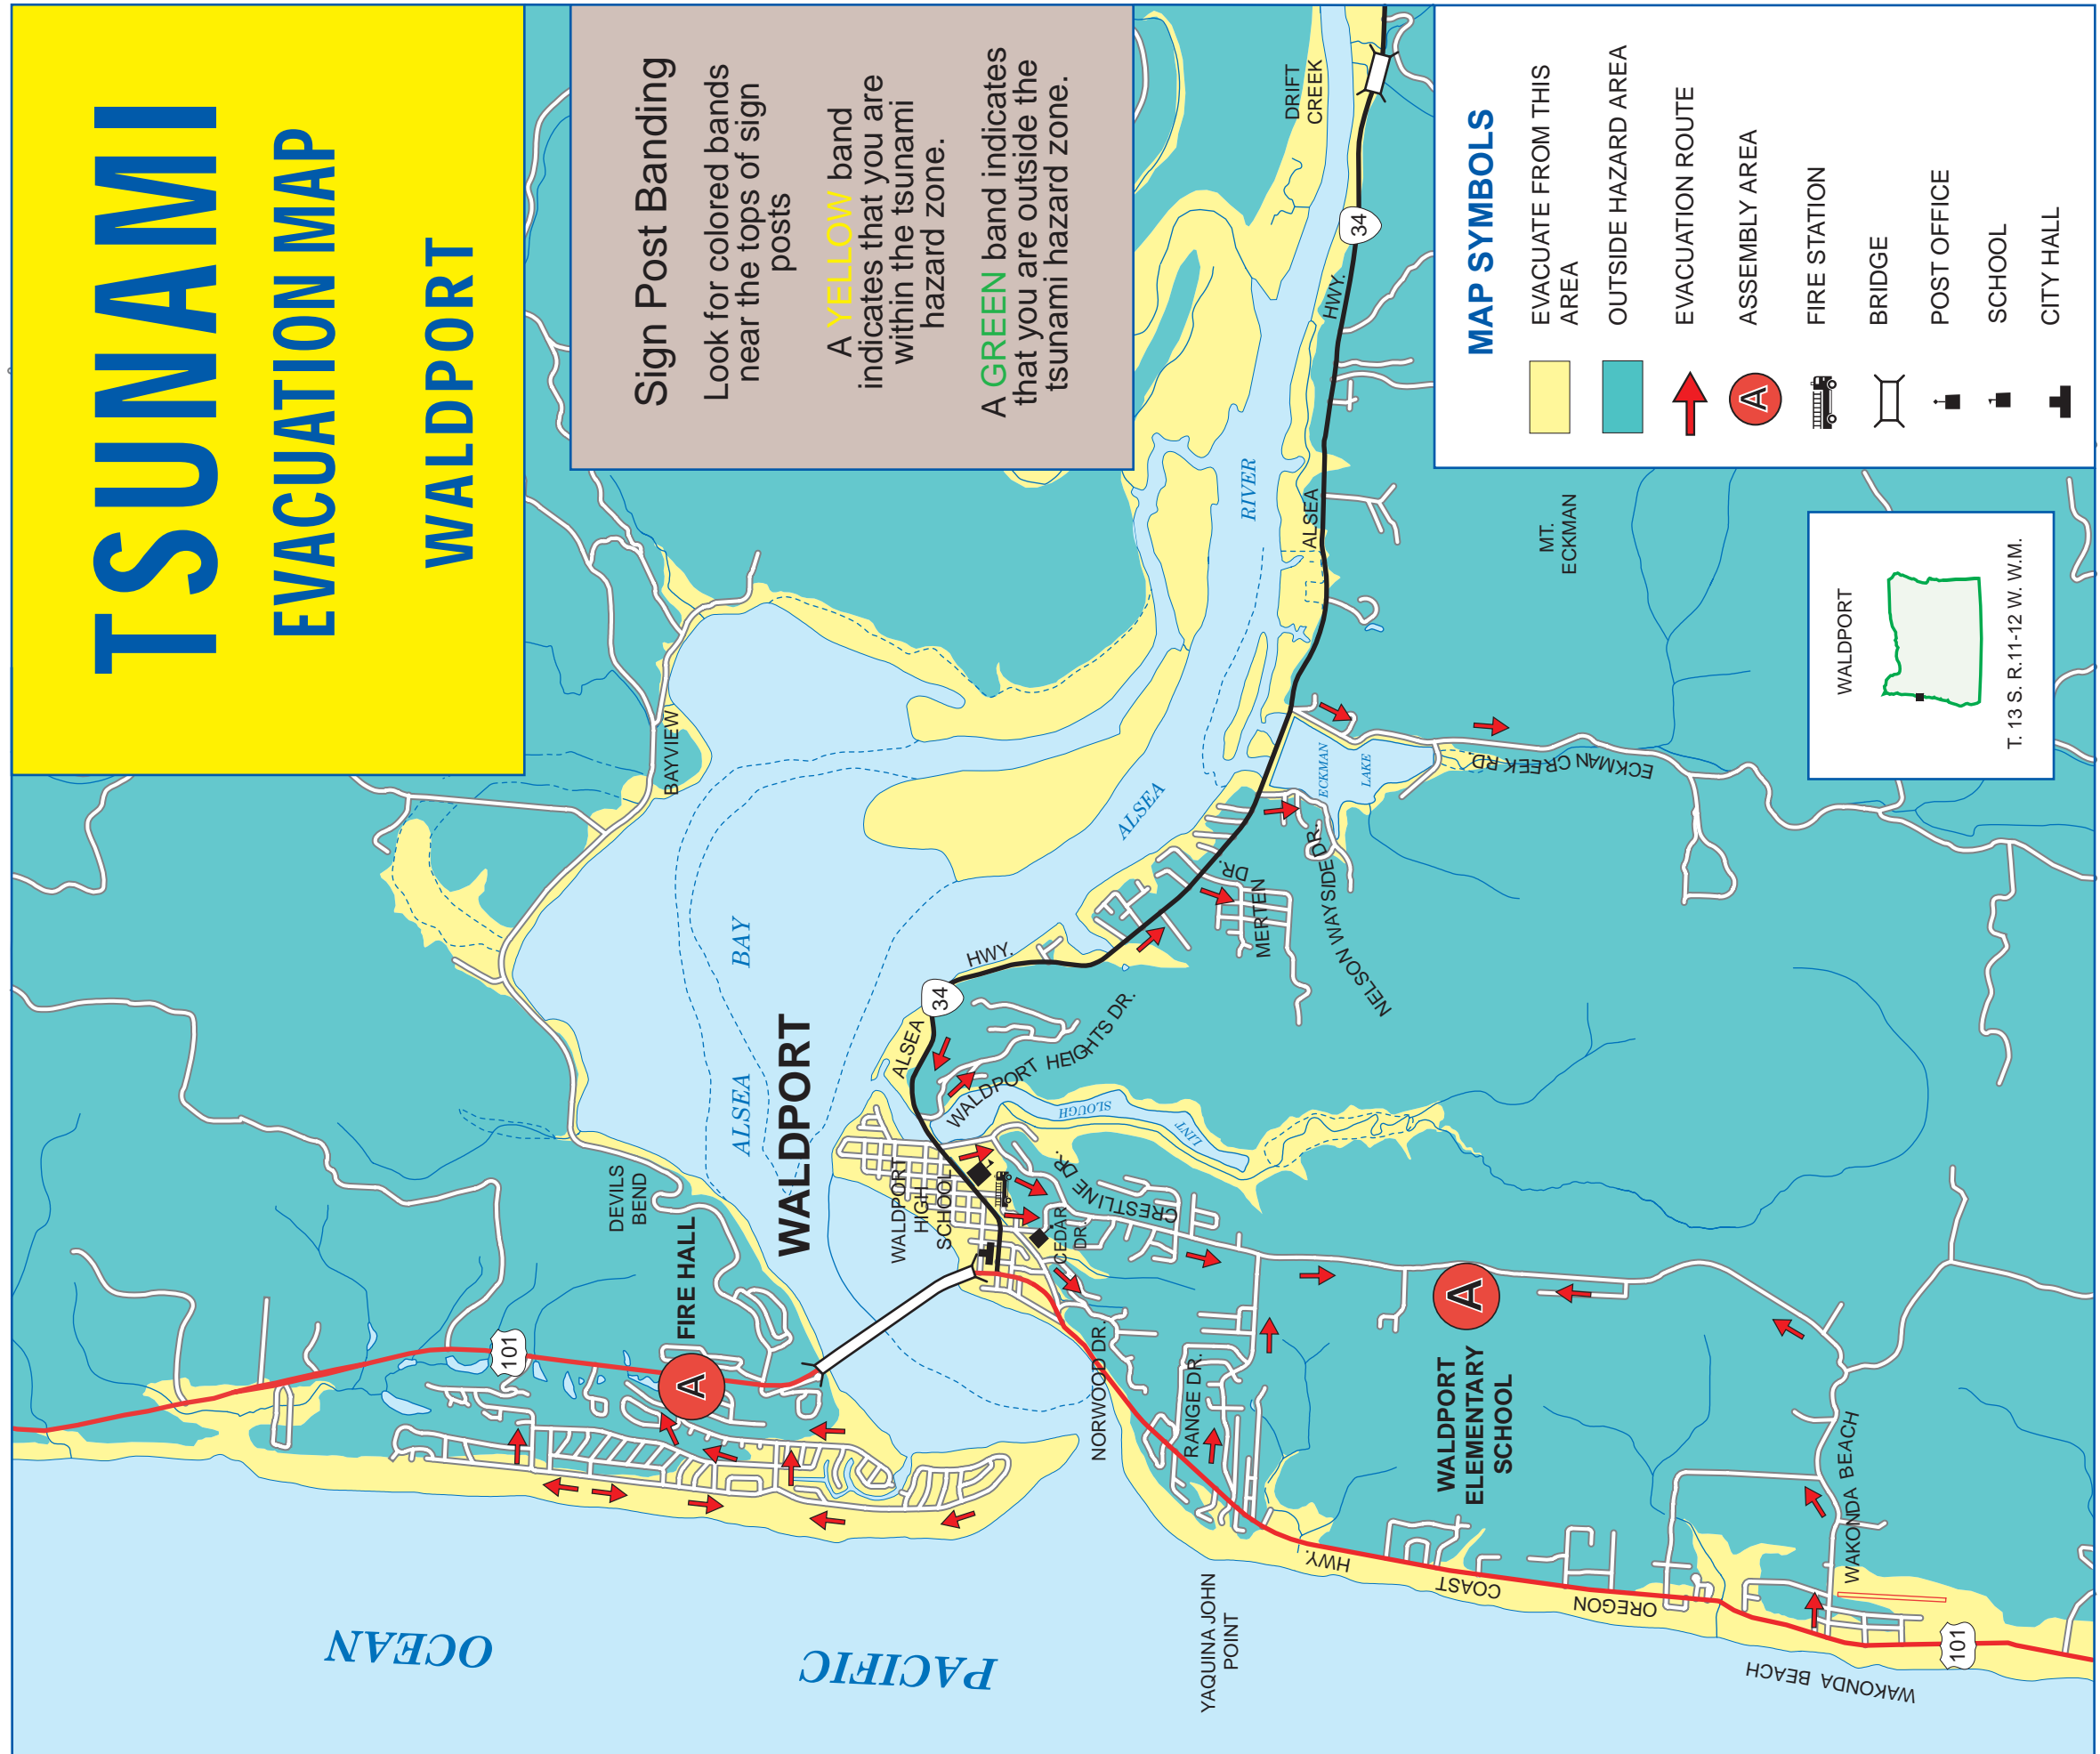 TSUNAMI
EVACUATION MAP
WALDPORT
Sign Post Banding
Look for colored bands
near the tops of sign
posts
A YELLOW band
indicates that you are
within the tsunami
hazard zone.
A GREEN band indicates
that you are outside the
tsunami hazard zone.
MAP SYMBOLS
EVACUATE FROM THIS
AREA
OUTSIDE HAZARD AREA
EVACUATION ROUTE
A
ASSEMBLY AREA
FIRE STATION
BRIDGE
POST OFFICE
SCHOOL
CITY HALL
WALDPORT
T. 13 S. R.11-12 W. W.M.
DRIFT
CREEK
34
HWY.
ALSEA
RIVER
ALSEA
MT.
ECKMAN
BAYVIEW
ECKMAN
LAKE
ECKMAN CREEK RD
NELSON WAYSIDE DR.
MERTEN
DR.
HWY.
34
ALSEA
ALSEA BAY
WALDPORT
WALDPORT HEIGHTS DR.
LINT
SLOUGH
DEVILS
BEND
FIRE HALL
A
101
WALDPORT
HIGH
SCHOOL
CRESTLINE DR.
CEDAR
DR.
NORWOOD DR.
RANGE DR.
A
WALDPORT
ELEMENTARY
SCHOOL
WAKONDA BEACH
YAQUINA JOHN
POINT
OREGON COAST HWY.
101
WAKONDA BEACH
PACIFIC OCEAN